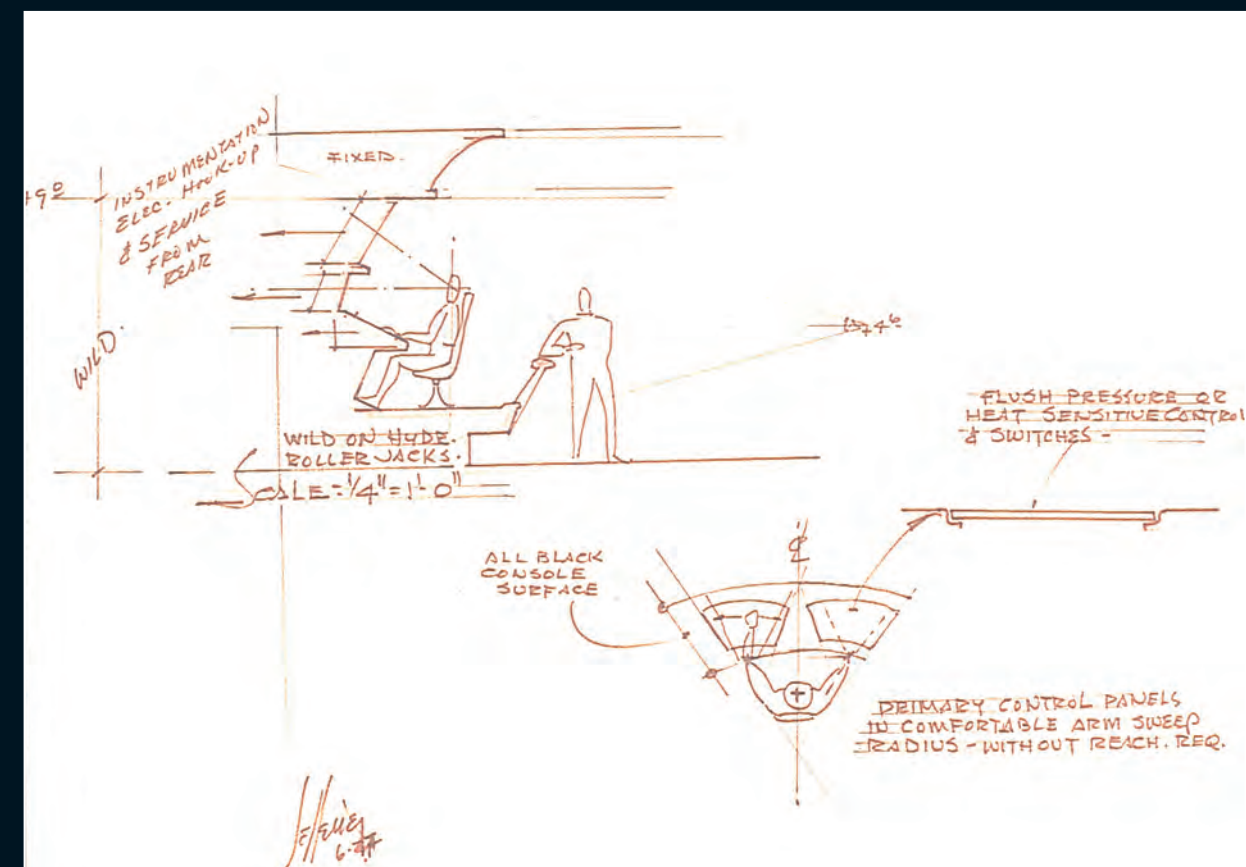 INSTRUMENTATION
ELEC. HOOK-UP
& SERVICE
FROM
REAR
FIXED.
WILD
WILD ON HYDR.
ROLLER JACKS.
SCALE = 1/4" = 1'-0"
FLUSH PRESSURE OR
HEAT SENSITIVE CONTROL
& SWITCHES -
ALL BLACK
CONSOLE
SURFACE
℄
PRIMARY CONTROL PANELS
IN COMFORTABLE ARM SWEEP
RADIUS - WITHOUT REACH. REQ.